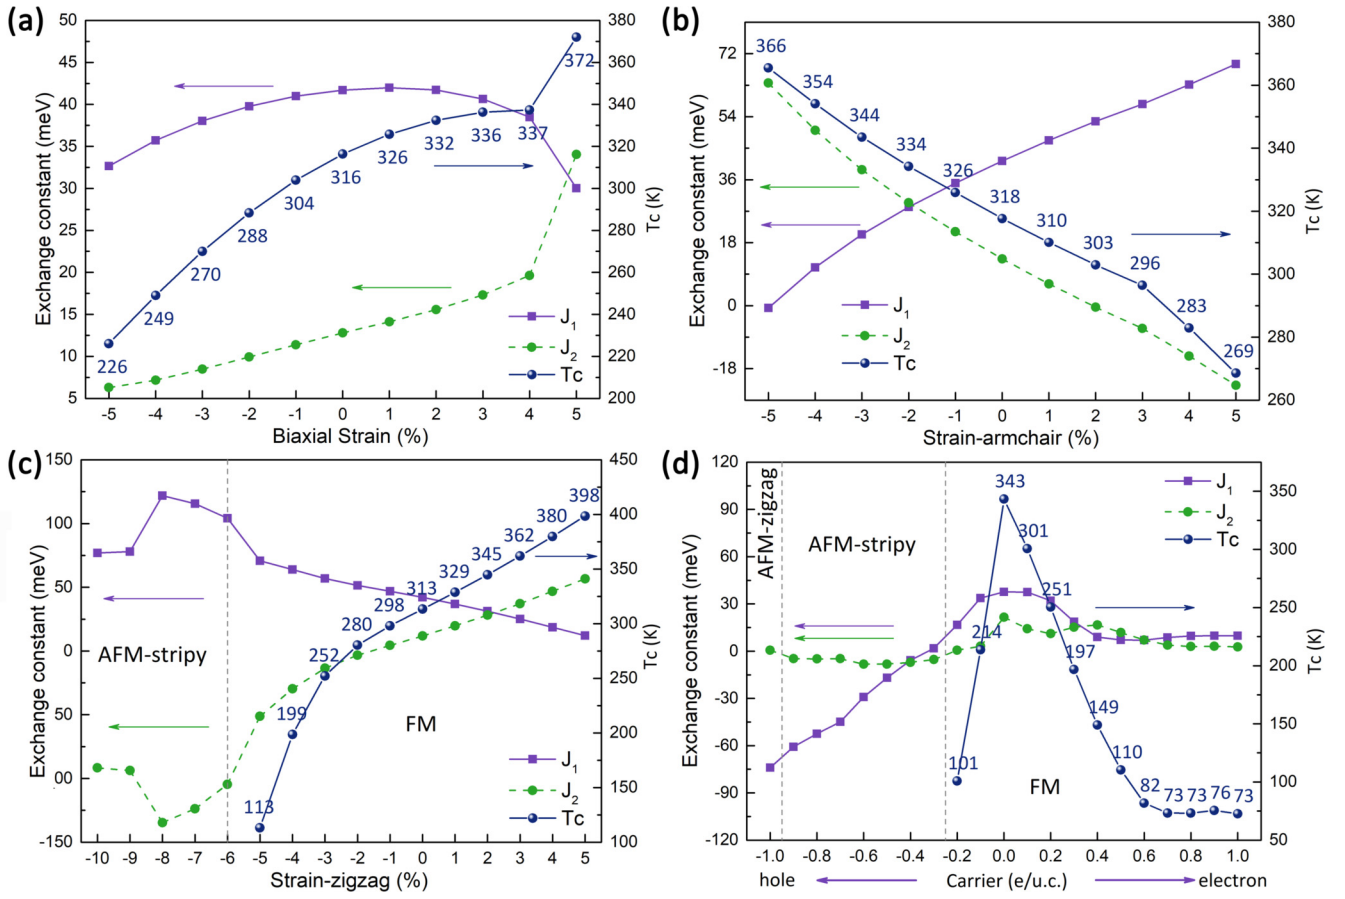 (a)
50
45
40
35
30
25
20
15
10
5
Exchange constant (meV)
380
360
340
320
300
280
260
240
220
200
Tc (K)
226
249
270
288
304
316
326
332
336
337
372
J1
J2
Tc
-5 -4 -3 -2 -1 0 1 2 3 4 5
Biaxial Strain (%)
(b)
72
54
36
18
0
-18
Exchange constant (meV)
380
360
340
320
300
280
260
Tc (K)
366
354
344
334
326
318
310
303
296
283
269
J1
J2
Tc
-5 -4 -3 -2 -1 0 1 2 3 4 5
Strain-armchair (%)
(c)
150
100
50
0
50
00
-150
Exchange constant (meV)
450
400
350
300
250
200
150
100
Tc (K)
AFM-stripy
FM
113
199
252
280
298
313
329
345
362
380
398
J1
J2
Tc
-10 -9 -8 -7 -6 -5 -4 -3 -2 -1 0 1 2 3 4 5
Strain-zigzag (%)
(d)
120
90
60
30
0
-30
-60
-90
-120
Exchange constant (meV)
350
300
250
200
150
100
50
Tc (K)
AFM-zigzag
AFM-stripy
FM
101
214
343
301
251
197
149
110
82
73
73
76
73
J1
J2
Tc
-1.0 -0.8 -0.6 -0.4 -0.2 0.0 0.2 0.4 0.6 0.8 1.0
hole Carrier (e/u.c.) electron